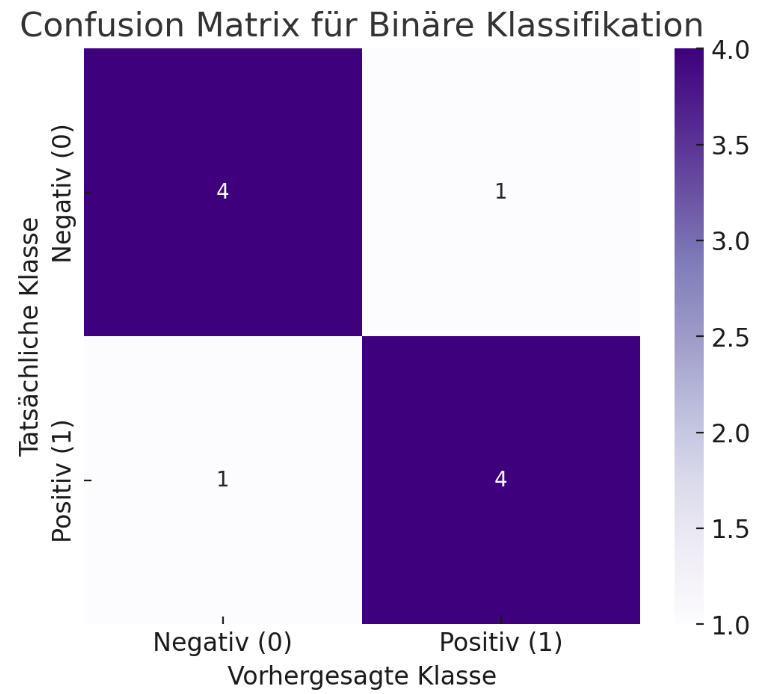 Confusion Matrix für Binäre Klassifikation
Tatsächliche Klasse
Negativ (0)
Positiv (1)
4
1
1
4
Negativ (0)
Positiv (1)
Vorhergesagte Klasse
4.0
3.5
3.0
2.5
2.0
1.5
1.0